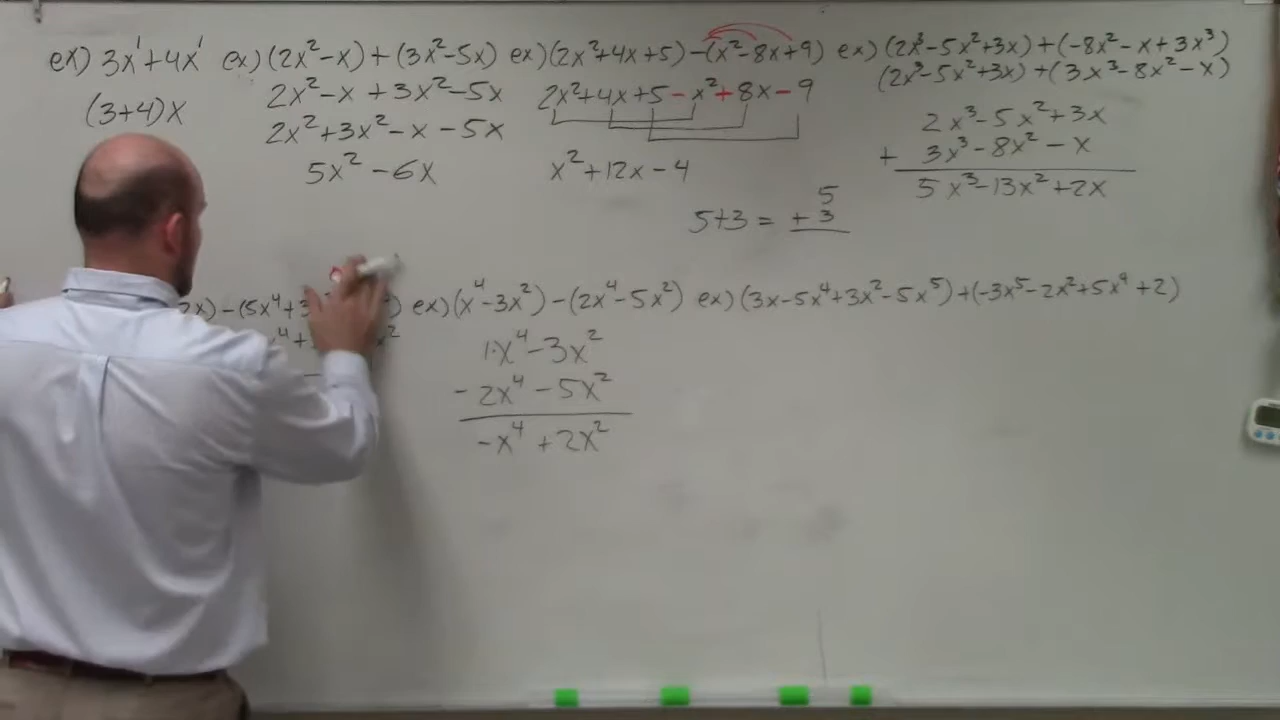 ex) 3x¹+4x¹
(3+4)x
ex) (2x²-x)+(3x²-5x)
2x²-x+3x²-5x
2x²+3x²-x-5x
5x²-6x
ex) (2x²+4x+5)-(x²-8x+9)
2x²+4x+5-x²+8x-9
x²+12x-4
5+3 =
5
+3
ex) (2x³-5x²+3x)+(-8x²-x+3x³)
(2x³-5x²+3x)+(3x³-8x²-x)
2x³-5x²+3x
+ 3x³-8x²-x
5x³-13x²+2x
2x)-(5x⁴+3
ex) (x⁴-3x²)-(2x⁴-5x²)
1·x⁴-3x²
-2x⁴-5x²
-x⁴+2x²
ex) (3x-5x⁴+3x²-5x⁵)+(-3x⁵-2x²+5x⁴+2)